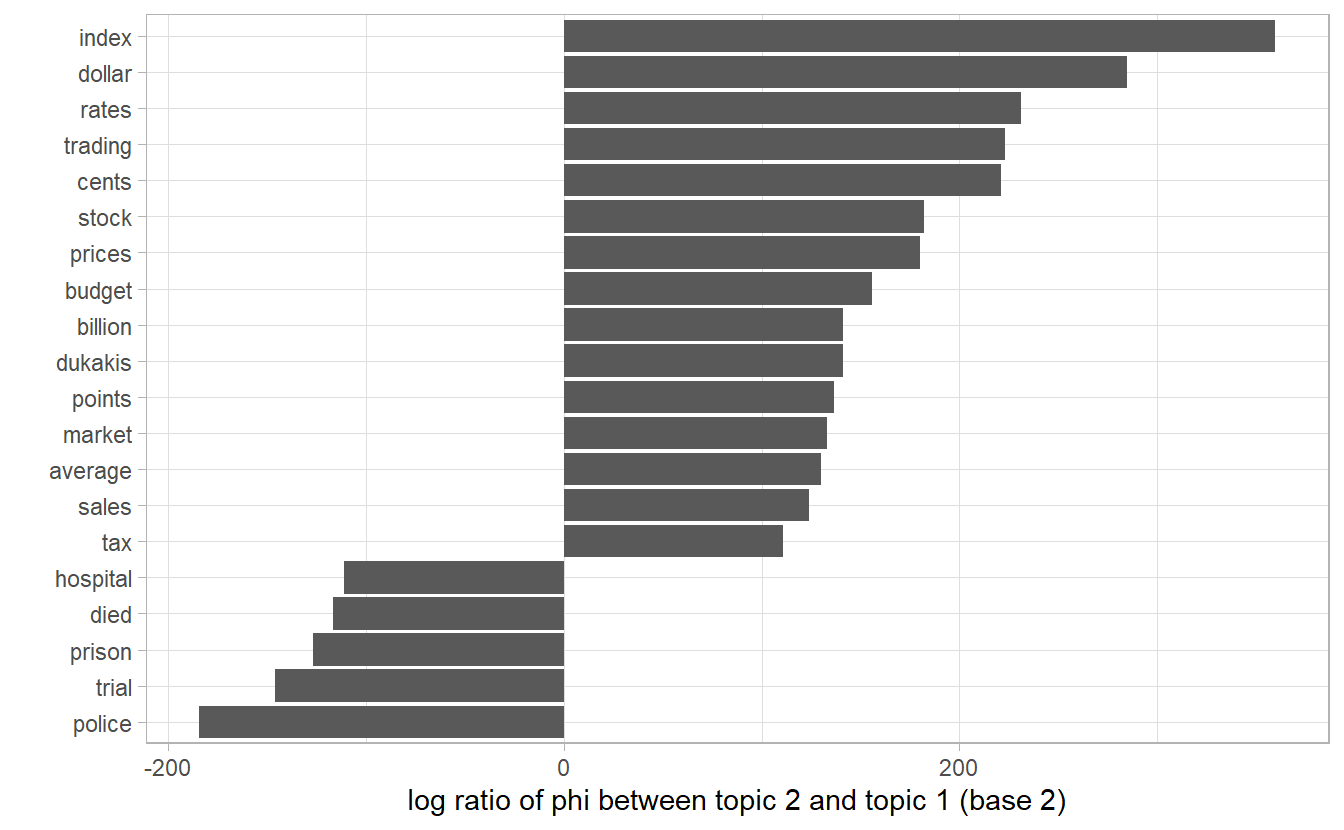 index
dollar
rates
trading
cents
stock
prices
budget
billion
dukakis
points
market
average
sales
tax
hospital
died
prison
trial
police
-200 0 200
log ratio of phi between topic 2 and topic 1 (base 2)